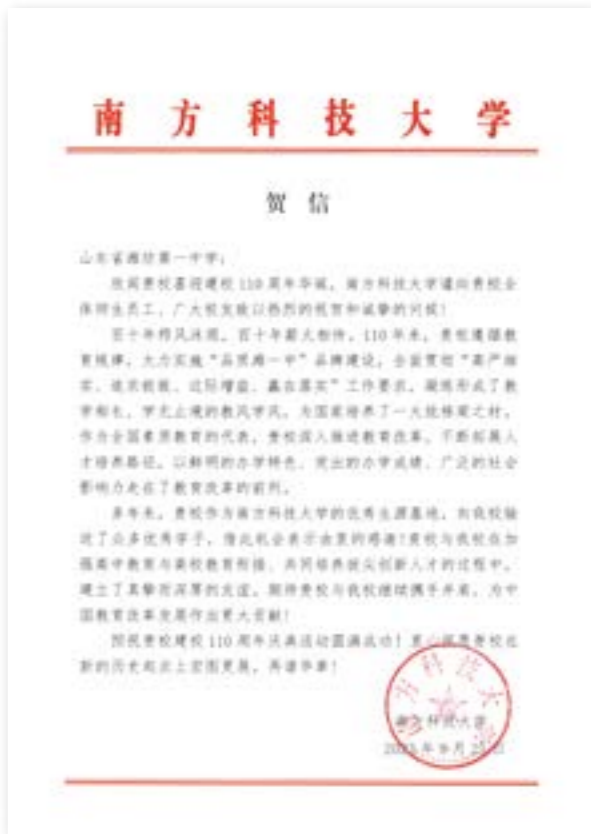 南方科技大学
贺信
山东省潍坊第一中学:
欣闻贵校喜迎建校110周年华诞,南方科技大学谨向贵校全
体师生员工、广大校友致以热烈的祝贺和诚挚的问候!
百十年栉风沐雨,百十年薪火相传。110年来,贵校遵循教
育规律,大力实施“品质潍一中”品牌建设,全面贯彻“高严细
实、追求极致、过际增益、赢在落实”工作要求,凝练形成了教
学相长、学无止境的教风学风,为国家培养了一大批栋梁之材。
作为全国素质教育的代表,贵校深入推进教育改革,不断拓展人
才培养路径,以鲜明的办学特色、突出的办学成绩、广泛的社会
影响力走在了教育改革的前列。
多年来,贵校作为南方科技大学的优秀生源基地,向我校输
送了众多优秀学子,借此机会表示由衷的感谢!贵校与我校在加
强高中教育与高校教育衔接、共同培养拔尖创新人才的过程中,
建立了真挚而深厚的友谊。期待贵校与我校继续携手并肩,为中
国教育改革发展作出更大贡献!
预祝贵校建校110周年庆典活动圆满成功!衷心祝愿贵校在
新的历史起点上宏图更展,再谱华章!
南方科技大学
年9月